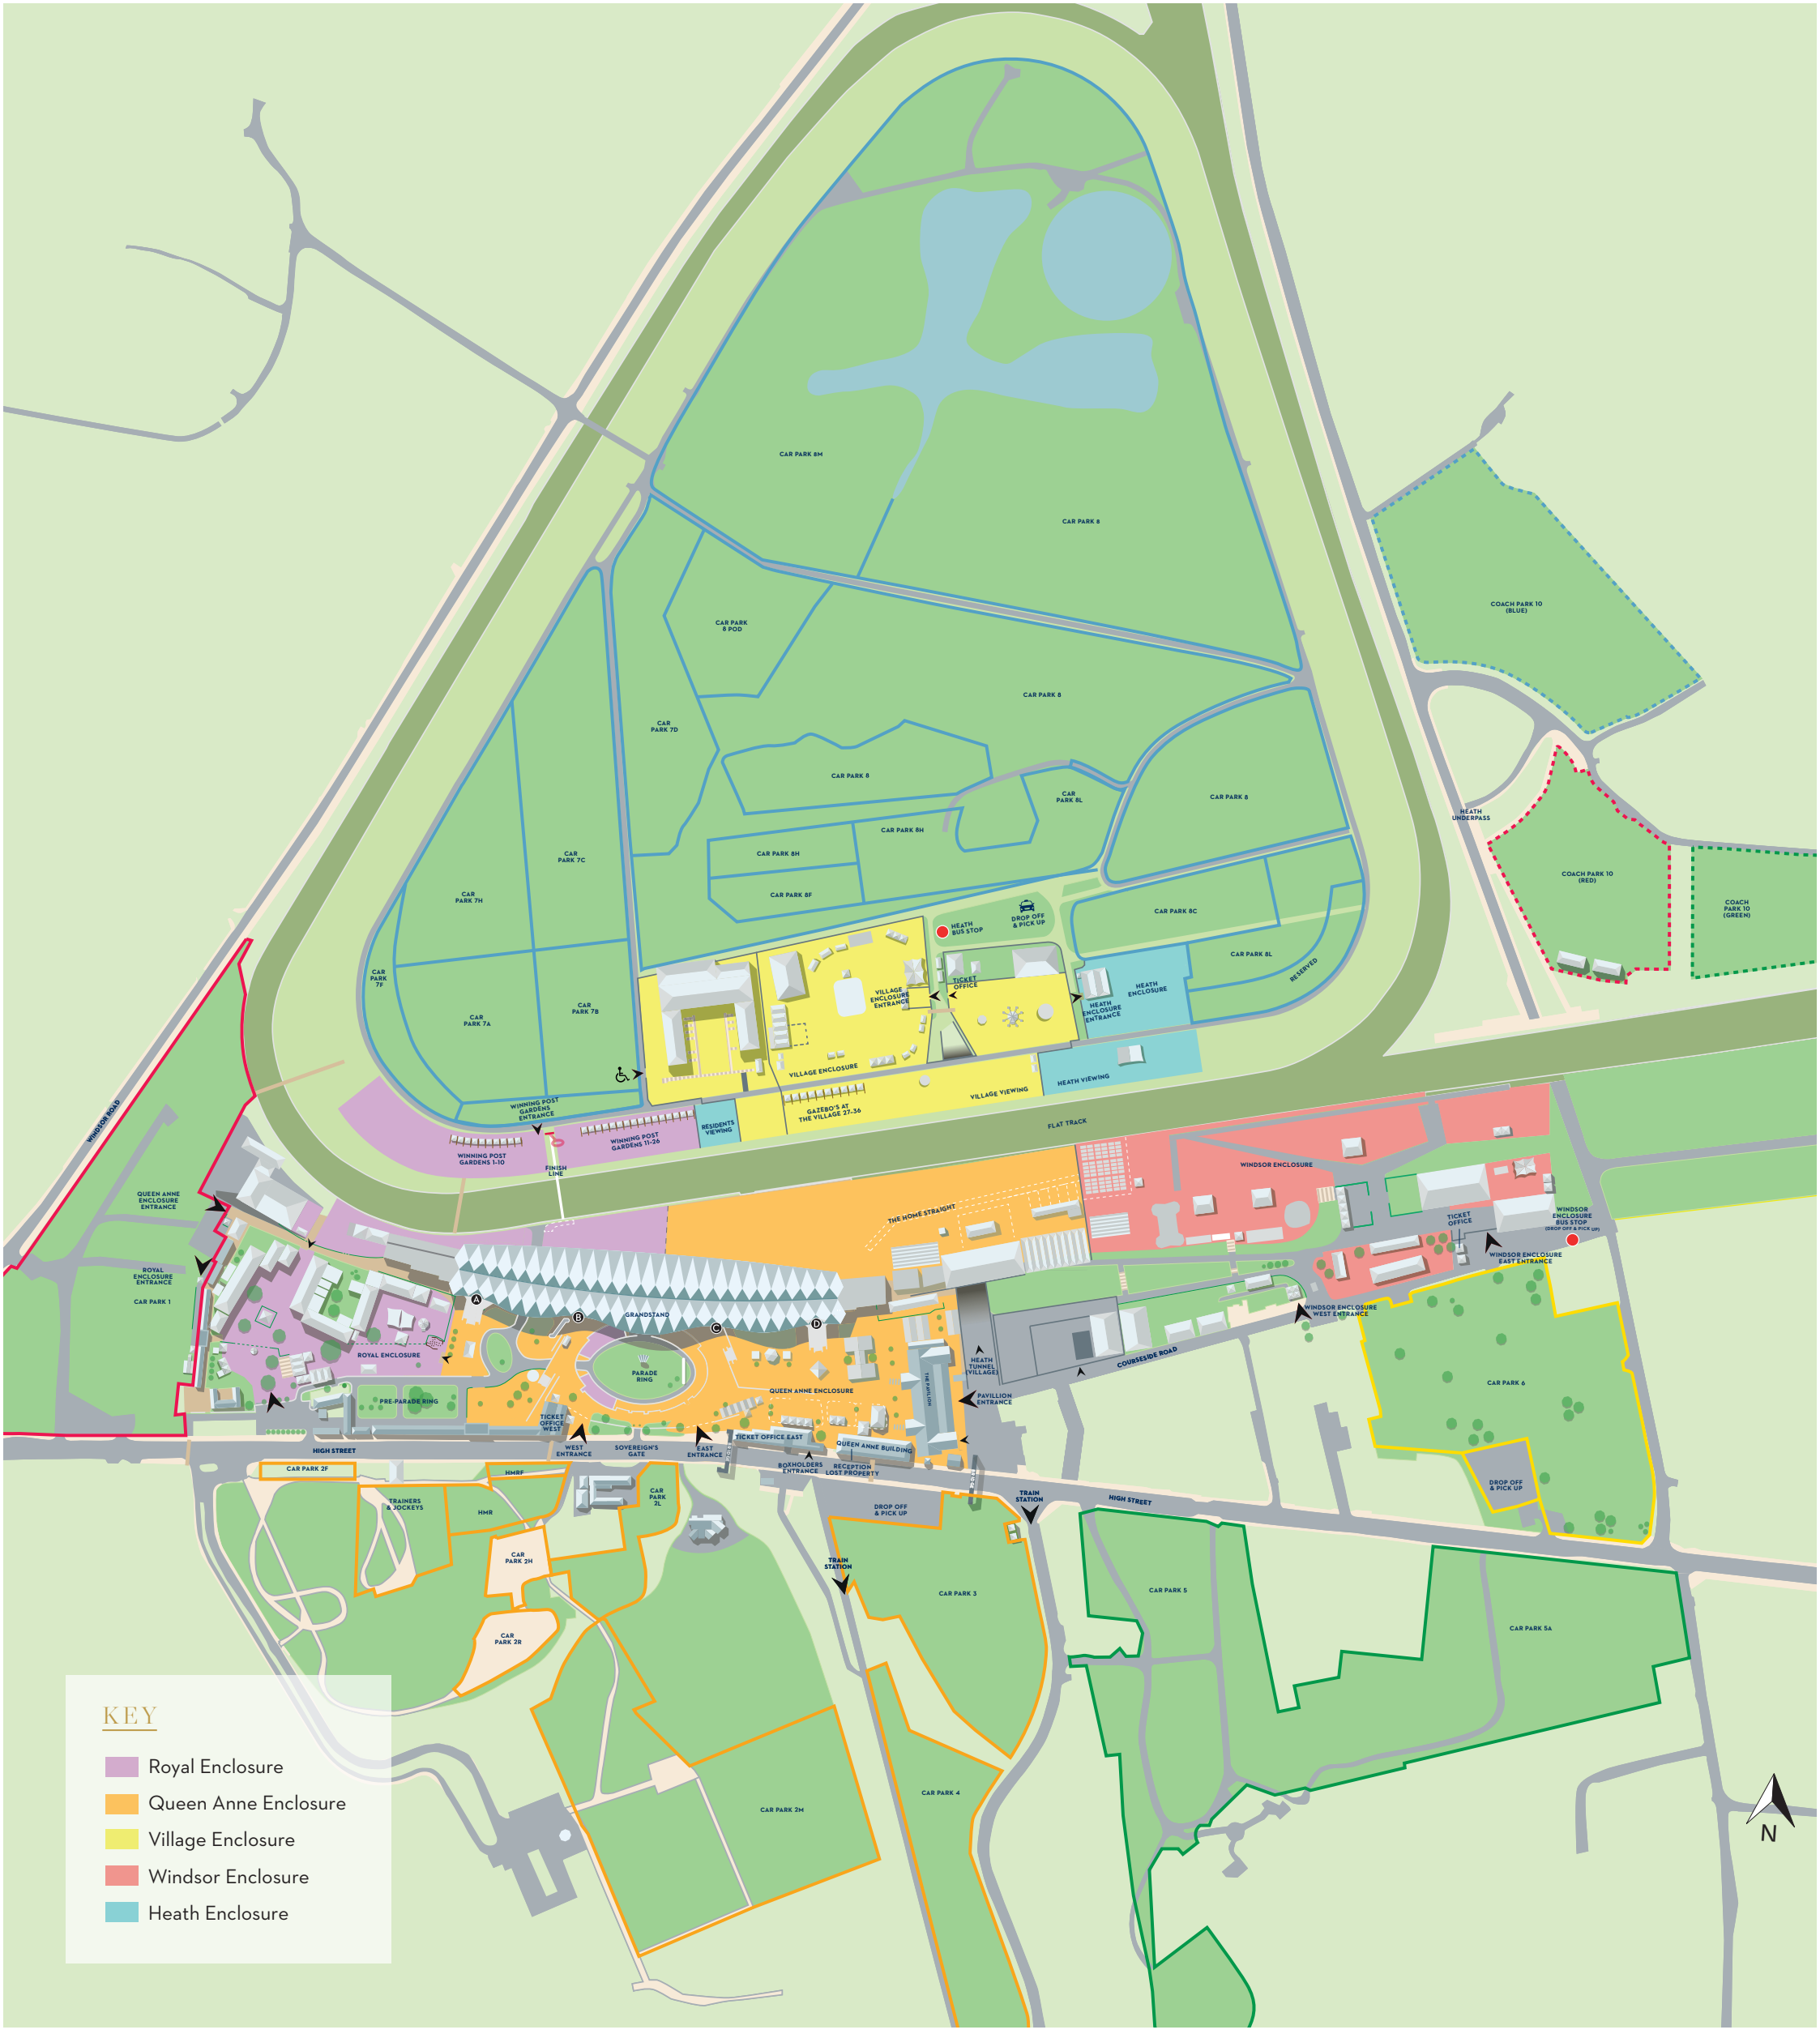 CAR PARK 8M
CAR PARK 8
COACH PARK 10
(BLUE)
CAR PARK
8 POD
CAR PARK 8
CAR
PARK 7D
CAR PARK 8
CAR
PARK 8L
CAR PARK 8
HEATH
UNDERPASS
CAR PARK 8H
CAR PARK 8H
CAR
PARK 7C
COACH PARK 10
(RED)
CAR
PARK 7H
CAR PARK 8F
CAR PARK 8C
COACH
PARK 10
(GREEN)
DROP OFF
& PICK UP
HEATH
BUS STOP
CAR PARK 8L
RESERVED
CAR
PARK
7F
TICKET
OFFICE
VILLAGE
ENCLOSURE
ENTRANCE
HEATH
ENCLOSURE
HEATH
ENCLOSURE
ENTRANCE
CAR
PARK 7A
CAR
PARK 7B
VILLAGE ENCLOSURE
HEATH VIEWING
VILLAGE VIEWING
WINDSOR ROAD
WINNING POST
GARDENS
ENTRANCE
GAZEBO'S AT
THE VILLAGE 27-36
RESIDENTS
VIEWING
FLAT TRACK
WINNING POST
GARDENS 11-26
WINNING POST
GARDENS 1-10
FINISH
LINE
WINDSOR ENCLOSURE
QUEEN ANNE
ENCLOSURE
ENTRANCE
THE HOME STRAIGHT
TICKET
OFFICE
WINDSOR
ENCLOSURE
BUS STOP
(DROP OFF & PICK UP)
WINDSOR ENCLOSURE
EAST ENTRANCE
ROYAL
ENCLOSURE
ENTRANCE
CAR PARK 1
A
B
GRANDSTAND
C
D
WINDSOR ENCLOSURE
WEST ENTRANCE
ROYAL ENCLOSURE
COURSESIDE ROAD
HEATH
TUNNEL
(VILLAGE)
PARADE
RING
CAR PARK 6
QUEEN ANNE ENCLOSURE
THE PAVILION
PAVILLION
ENTRANCE
PRE-PARADE RING
TICKET
OFFICE
WEST
TICKET OFFICE EAST
QUEEN ANNE BUILDING
HIGH STREET
WEST
ENTRANCE
SOVEREIGN'S
GATE
EAST
ENTRANCE
BOXHOLDERS
ENTRANCE
RECEPTION
LOST PROPERTY
CAR PARK 2F
HMRF
DROP OFF
& PICK UP
TRAINERS
& JOCKEYS
HMR
CAR
PARK
2L
DROP OFF
& PICK UP
TRAIN
STATION
HIGH STREET
CAR
PARK 2H
TRAIN
STATION
CAR PARK 3
CAR PARK 5
CAR PARK 5A
CAR
PARK 2R
CAR PARK 2M
CAR PARK 4
KEY
Royal Enclosure
Queen Anne Enclosure
Village Enclosure
Windsor Enclosure
Heath Enclosure
N